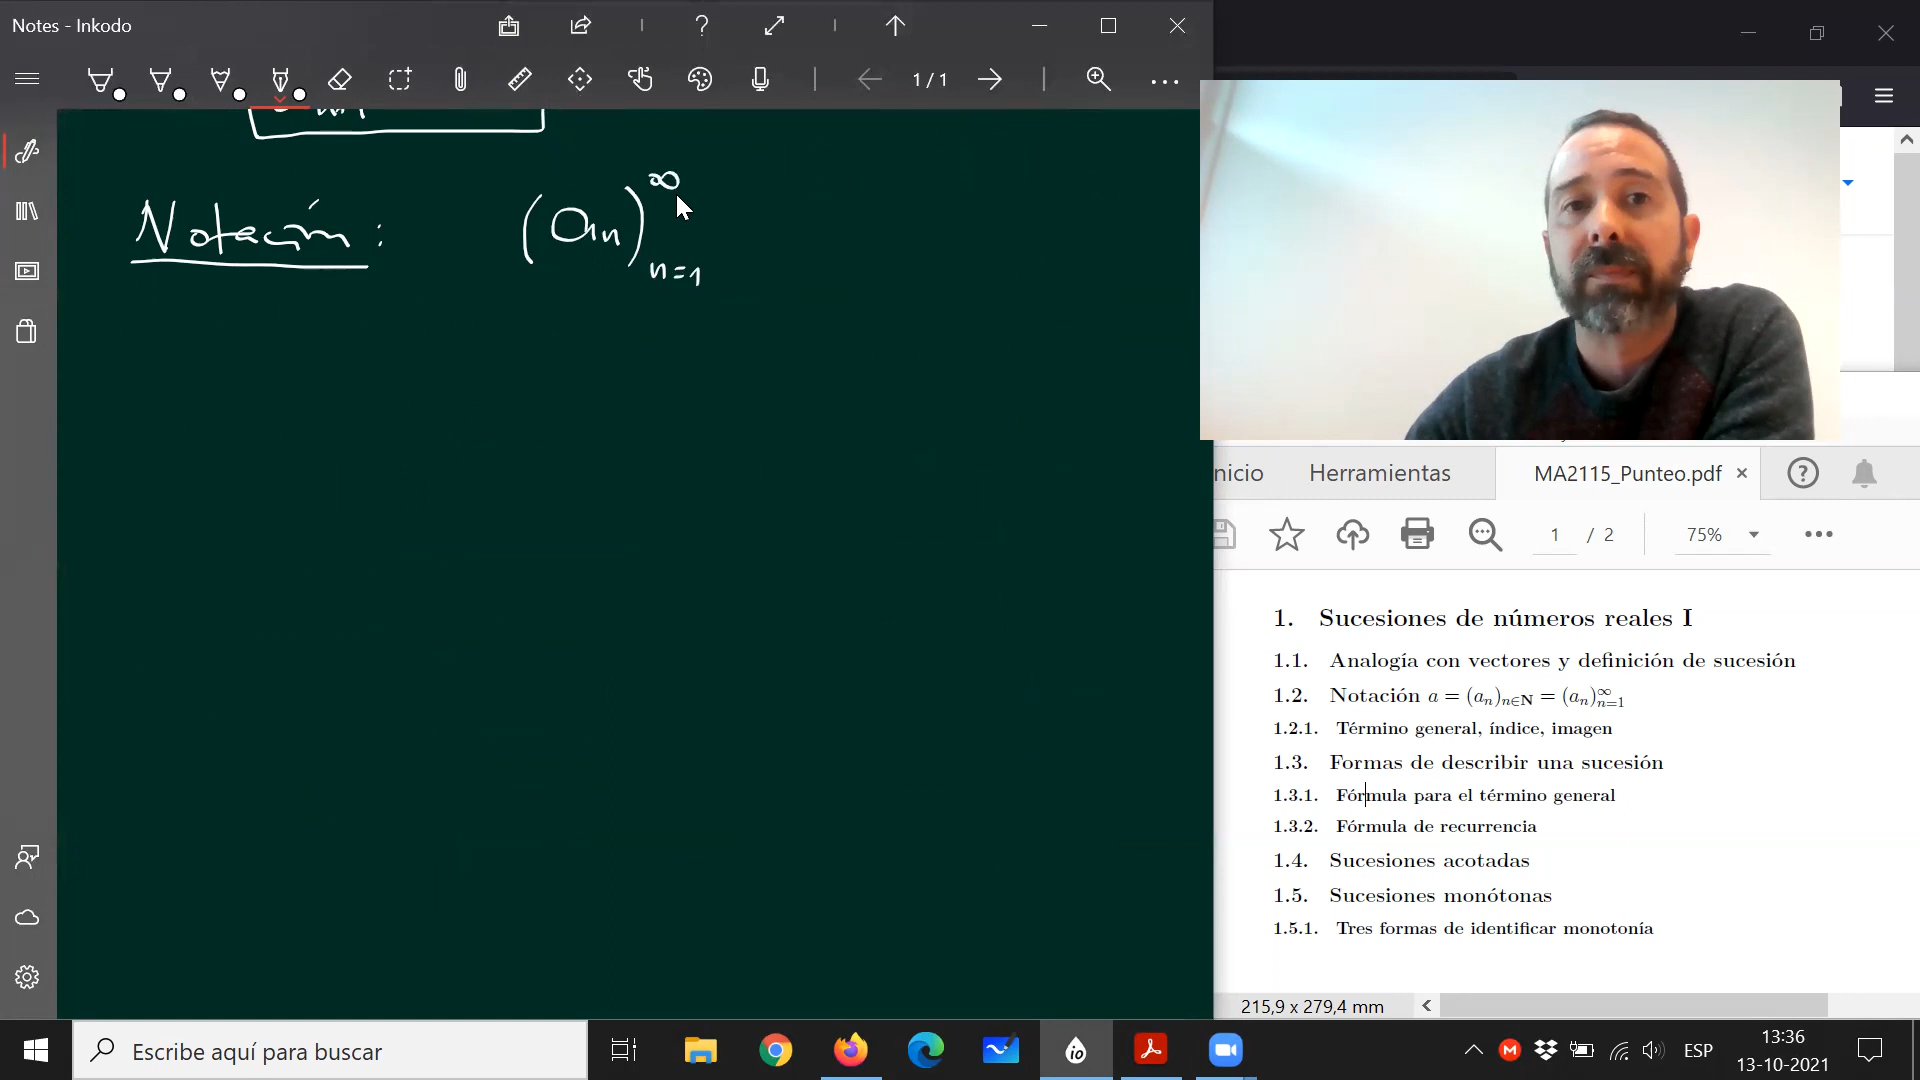 Notes - Inkodo
1 / 1
Notación : (an)∞ n=1
nicio Herramientas MA2115_Punteo.pdf
1 / 2 75%
1. Sucesiones de números reales I
1.1. Analogía con vectores y definición de sucesión
1.2. Notación a = (an)n∈N = (an)∞n=1
1.2.1. Término general, índice, imagen
1.3. Formas de describir una sucesión
1.3.1. Fórmula para el término general
1.3.2. Fórmula de recurrencia
1.4. Sucesiones acotadas
1.5. Sucesiones monótonas
1.5.1. Tres formas de identificar monotonía
215,9 x 279,4 mm
Escribe aquí para buscar
ESP
13:36
13-10-2021